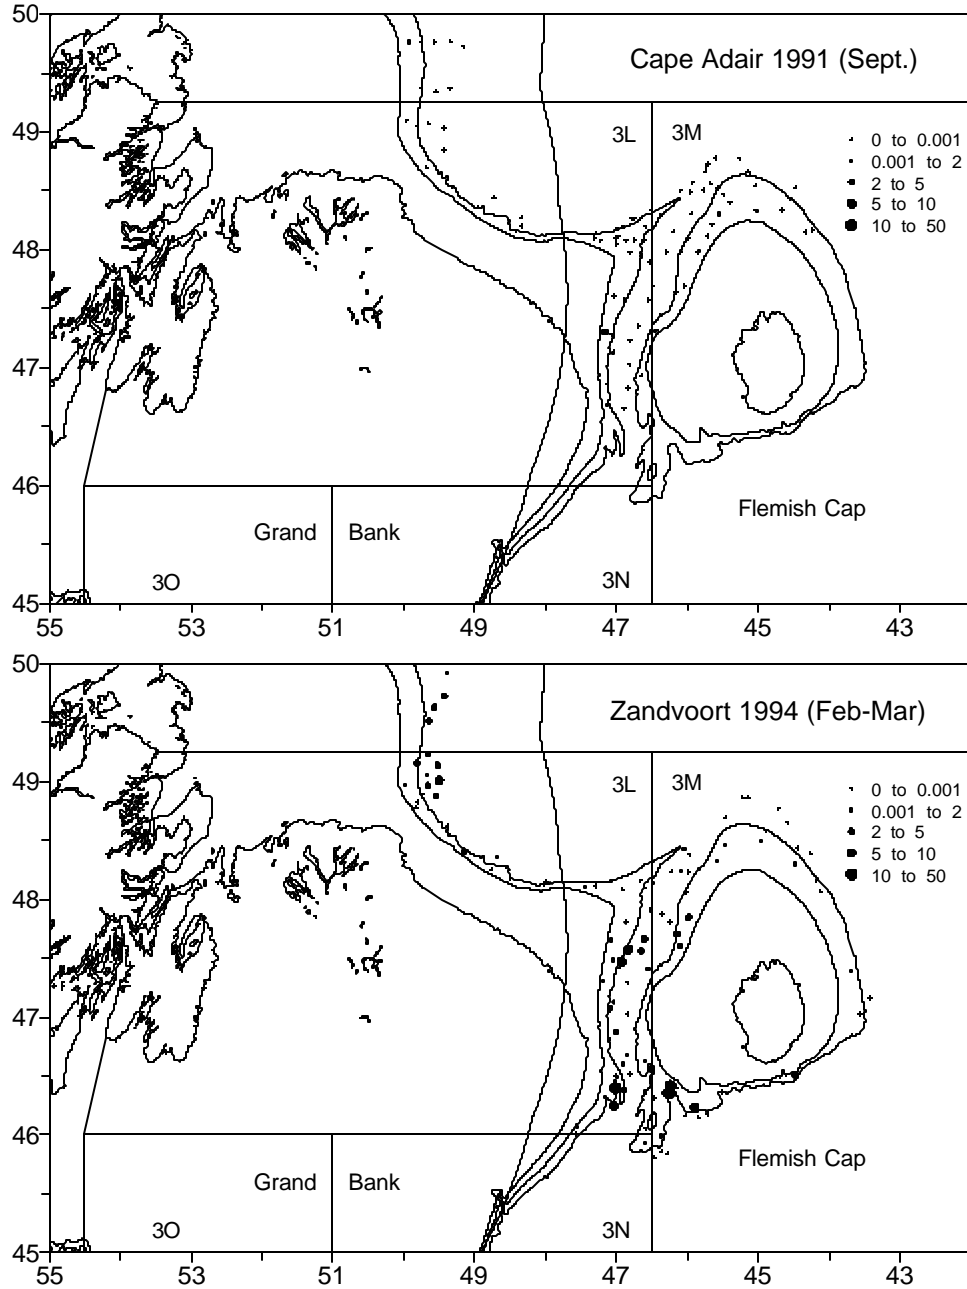 50
Cape Adair 1991 (Sept.)
49
3L 3M
0 to 0.001
0.001 to 2
2 to 5
5 to 10
10 to 50
48
47
46
Flemish Cap
Grand Bank
3O 3N
45
55 53 51 49 47 45 43
50
Zandvoort 1994 (Feb-Mar)
49
3L 3M
0 to 0.001
0.001 to 2
2 to 5
5 to 10
10 to 50
48
47
46
Flemish Cap
Grand Bank
3O 3N
45
55 53 51 49 47 45 43